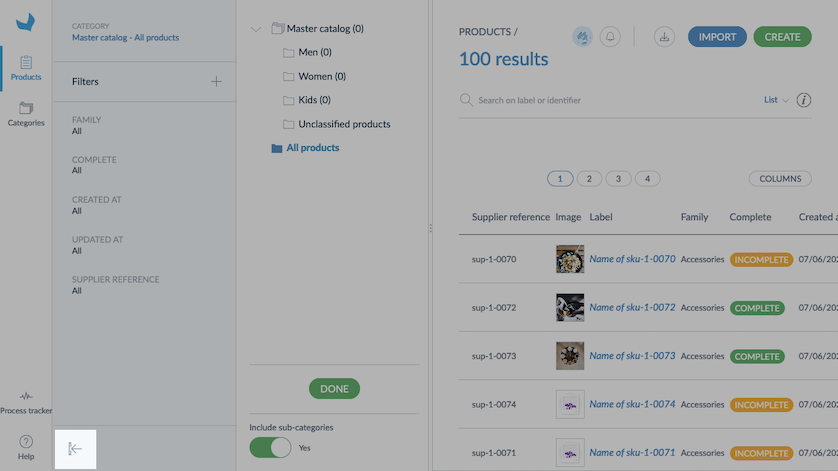 CATEGORY
Master catalog - All products
Products
Filters
Categories
FAMILY
All
COMPLETE
All
CREATED AT
All
UPDATED AT
All
SUPPLIER REFERENCE
All
Process tracker
Help
Master catalog (0)
Men (0)
Women (0)
Kids (0)
Unclassified products
All products
DONE
Include sub-categories
Yes
PRODUCTS /
IMPORT
CREATE
100 results
Search on label or identifier
List
1 2 3 4
COLUMNS
Supplier reference Image Label Family Complete Created a
sup-1-0070 Name of sku-1-0070 Accessories INCOMPLETE 07/06/202
sup-1-0072 Name of sku-1-0072 Accessories COMPLETE 07/06/202
sup-1-0073 Name of sku-1-0073 Accessories COMPLETE 07/06/202
sup-1-0074 Name of sku-1-0074 Accessories INCOMPLETE 07/06/202
sup-1-0071 Name of sku-1-0071 Accessories INCOMPLETE 07/06/202